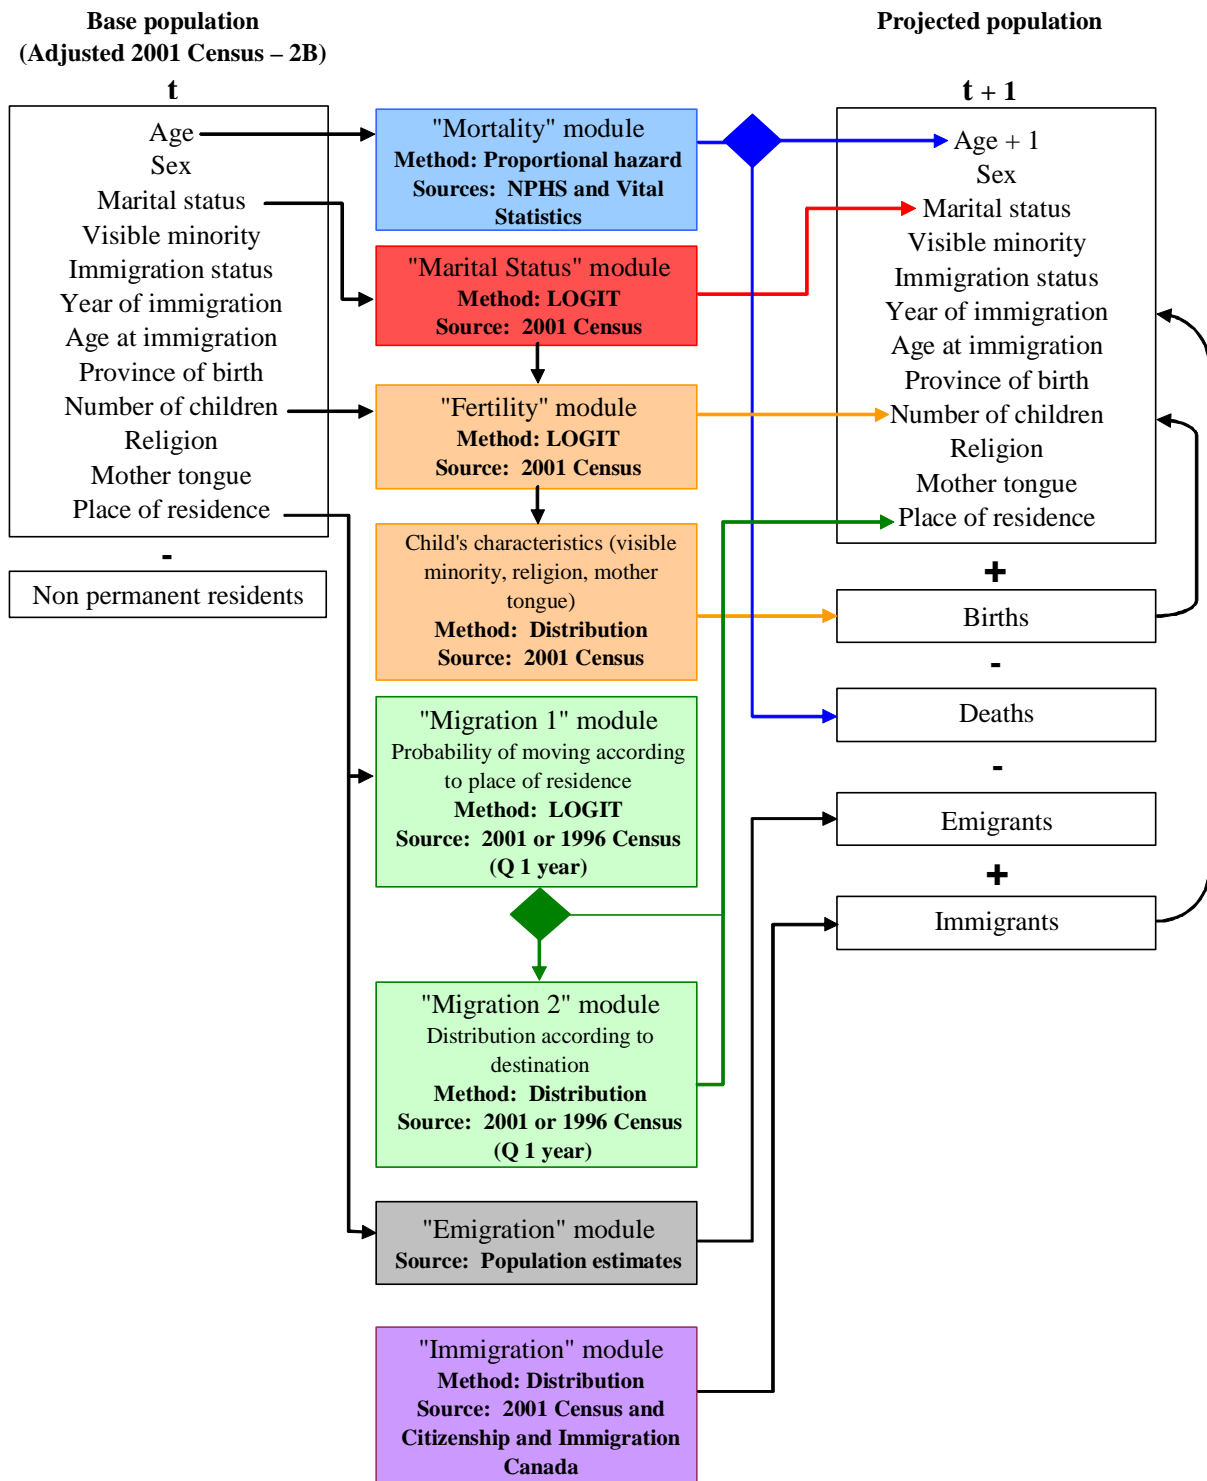 Base population
(Adjusted 2001 Census – 2B)
t
Age
Sex
Marital status
Visible minority
Immigration status
Year of immigration
Age at immigration
Province of birth
Number of children
Religion
Mother tongue
Place of residence
-
Non permanent residents
"Mortality" module
Method: Proportional hazard
Sources: NPHS and Vital
Statistics
"Marital Status" module
Method: LOGIT
Source: 2001 Census
"Fertility" module
Method: LOGIT
Source: 2001 Census
Child's characteristics (visible
minority, religion, mother
tongue)
Method: Distribution
Source: 2001 Census
"Migration 1" module
Probability of moving according
to place of residence
Method: LOGIT
Source: 2001 or 1996 Census
(Q 1 year)
"Migration 2" module
Distribution according to
destination
Method: Distribution
Source: 2001 or 1996 Census
(Q 1 year)
"Emigration" module
Source: Population estimates
"Immigration" module
Method: Distribution
Source: 2001 Census and
Citizenship and Immigration
Canada
Projected population
t + 1
Age + 1
Sex
Marital status
Visible minority
Immigration status
Year of immigration
Age at immigration
Province of birth
Number of children
Religion
Mother tongue
Place of residence
+
Births
-
Deaths
-
Emigrants
+
Immigrants